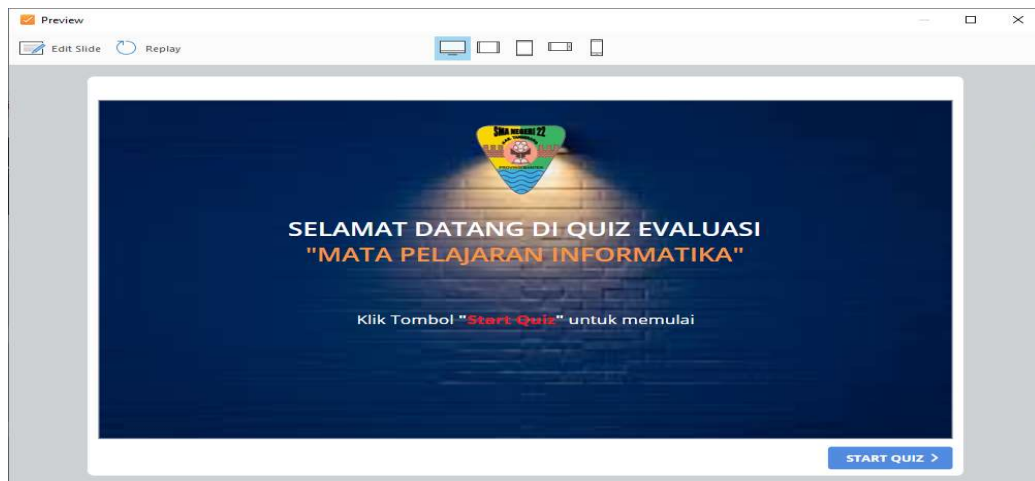 Preview
Edit Slide Replay
SMA NEGERI 22
SELAMAT DATANG DI QUIZ EVALUASI
"MATA PELAJARAN INFORMATIKA"
Klik Tombol "Start Quiz" untuk memulai
START QUIZ >